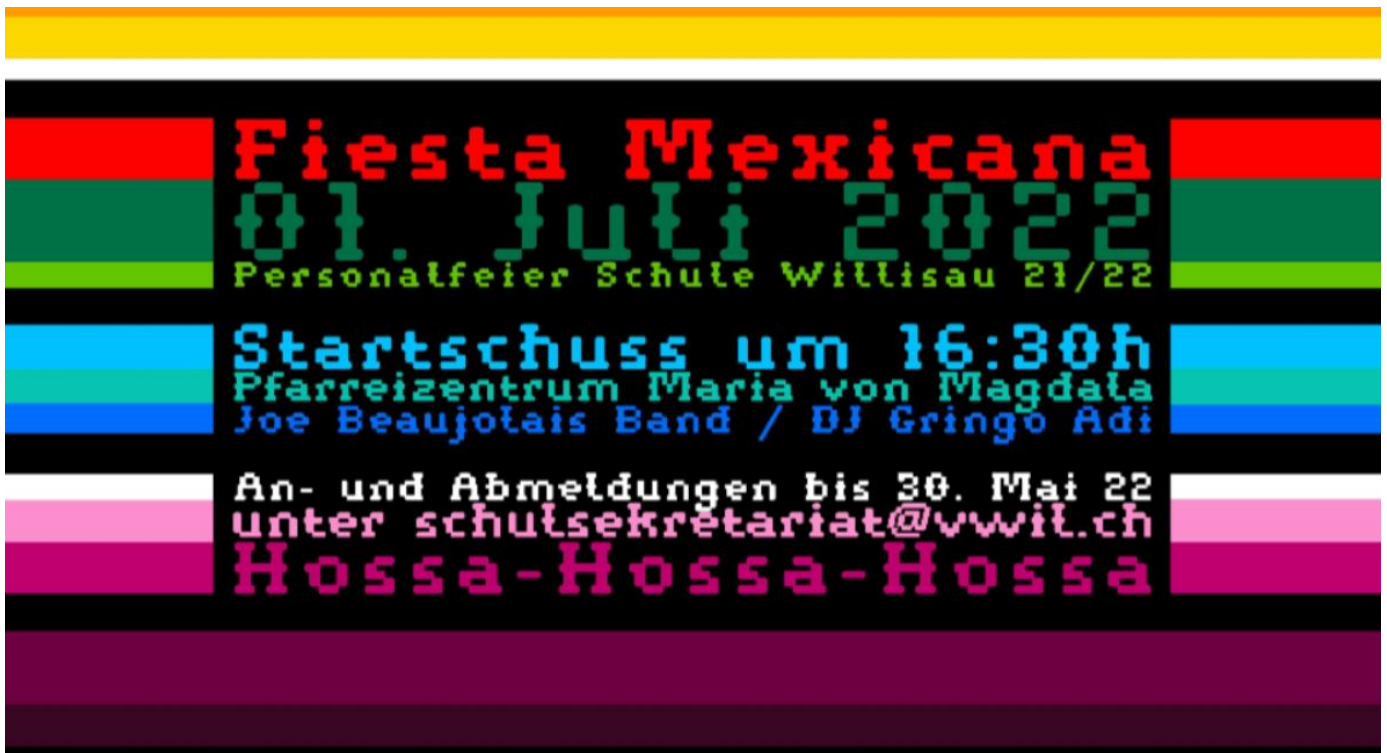 Fiesta Mexicana
01. Juli 2022
Personalfeier Schule Willisau 21/22
Startschuss um 16:30h
Pfarreizentrum Maria von Magdala
Joe Beaujolais Band / DJ Gringo Adi
An- und Abmeldungen bis 30. Mai 22
unter schulsekretariat@vwwil.ch
Hossa-Hossa-Hossa